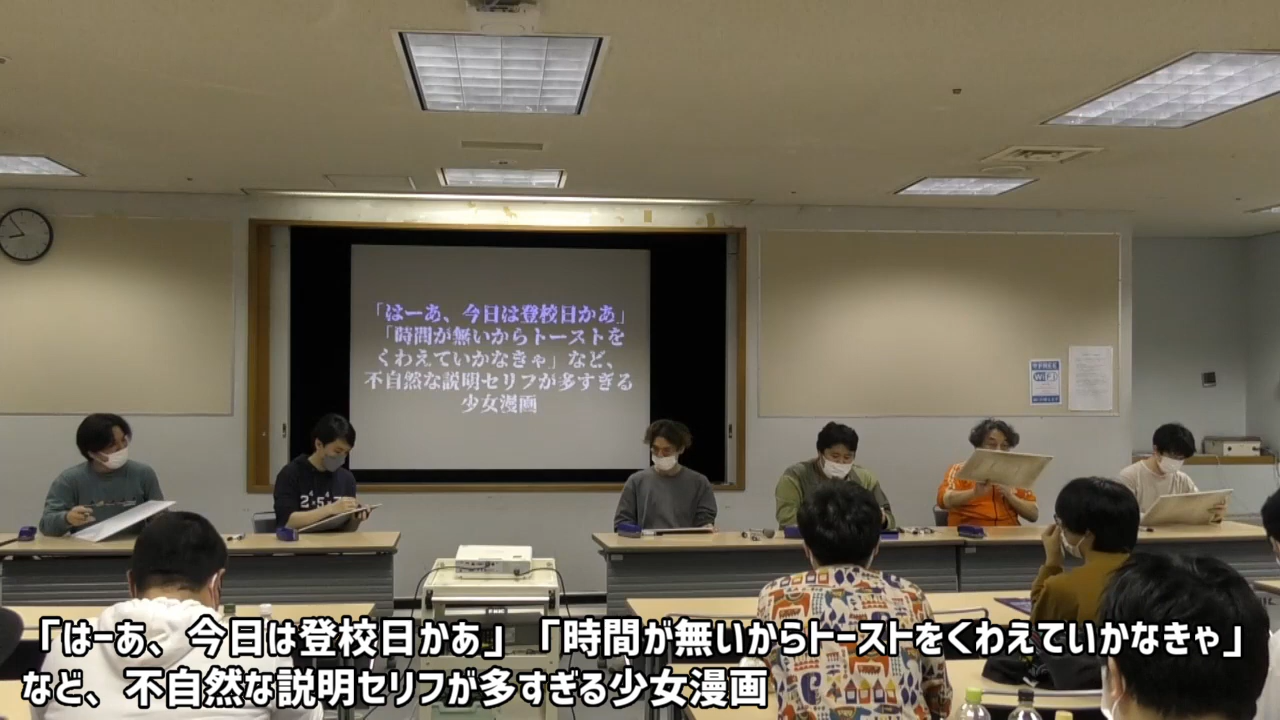 「はーあ、今日は登校日かあ」
「時間が無いからトーストを
くわえていかなきゃ」など、
不自然な説明セリフが多すぎる
少女漫画
「はーあ、今日は登校日かあ」「時間が無いからトーストをくわえていかなきゃ」
など、不自然な説明セリフが多すぎる少女漫画